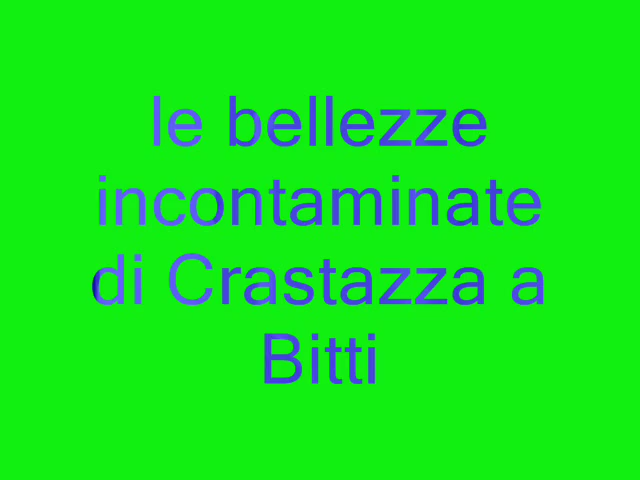 le bellezze
incontaminate
di Crastazza a
Bitti